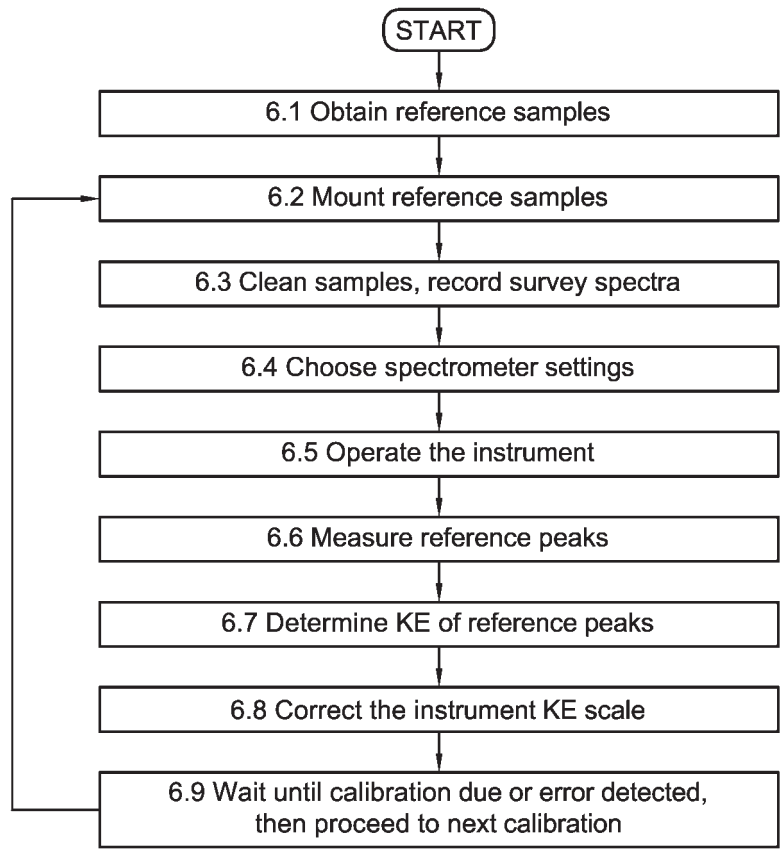 START
6.1 Obtain reference samples
6.2 Mount reference samples
6.3 Clean samples, record survey spectra
6.4 Choose spectrometer settings
6.5 Operate the instrument
6.6 Measure reference peaks
6.7 Determine KE of reference peaks
6.8 Correct the instrument KE scale
6.9 Wait until calibration due or error detected,
then proceed to next calibration